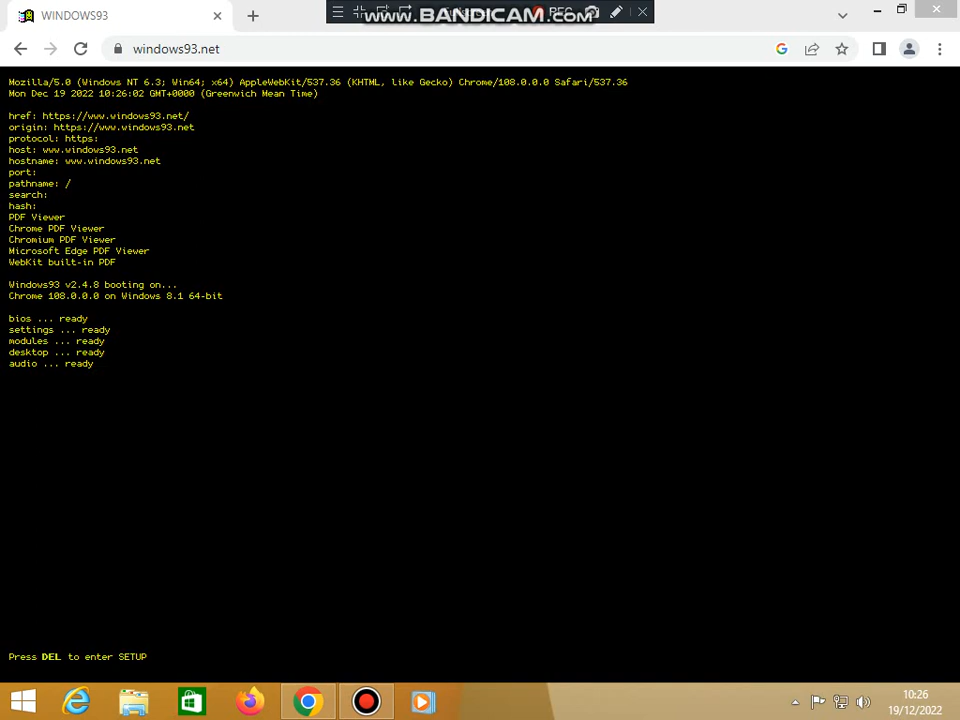 WINDOWS93
www.BANDICAM.com
REC
windows93.net
Mozilla/5.0 (Windows NT 6.3; Win64; x64) AppleWebKit/537.36 (KHTML, like Gecko) Chrome/108.0.0.0 Safari/537.36
Mon Dec 19 2022 10:26:02 GMT+0000 (Greenwich Mean Time)
href: https://www.windows93.net/
origin: https://www.windows93.net
protocol: https:
host: www.windows93.net
hostname: www.windows93.net
port:
pathname: /
search:
hash:
PDF Viewer
Chrome PDF Viewer
Chromium PDF Viewer
Microsoft Edge PDF Viewer
WebKit built-in PDF
Windows93 v2.4.8 booting on...
Chrome 108.0.0.0 on Windows 8.1 64-bit
bios ... ready
settings ... ready
modules ... ready
desktop ... ready
audio ... ready
Press DEL to enter SETUP
10:26
19/12/2022